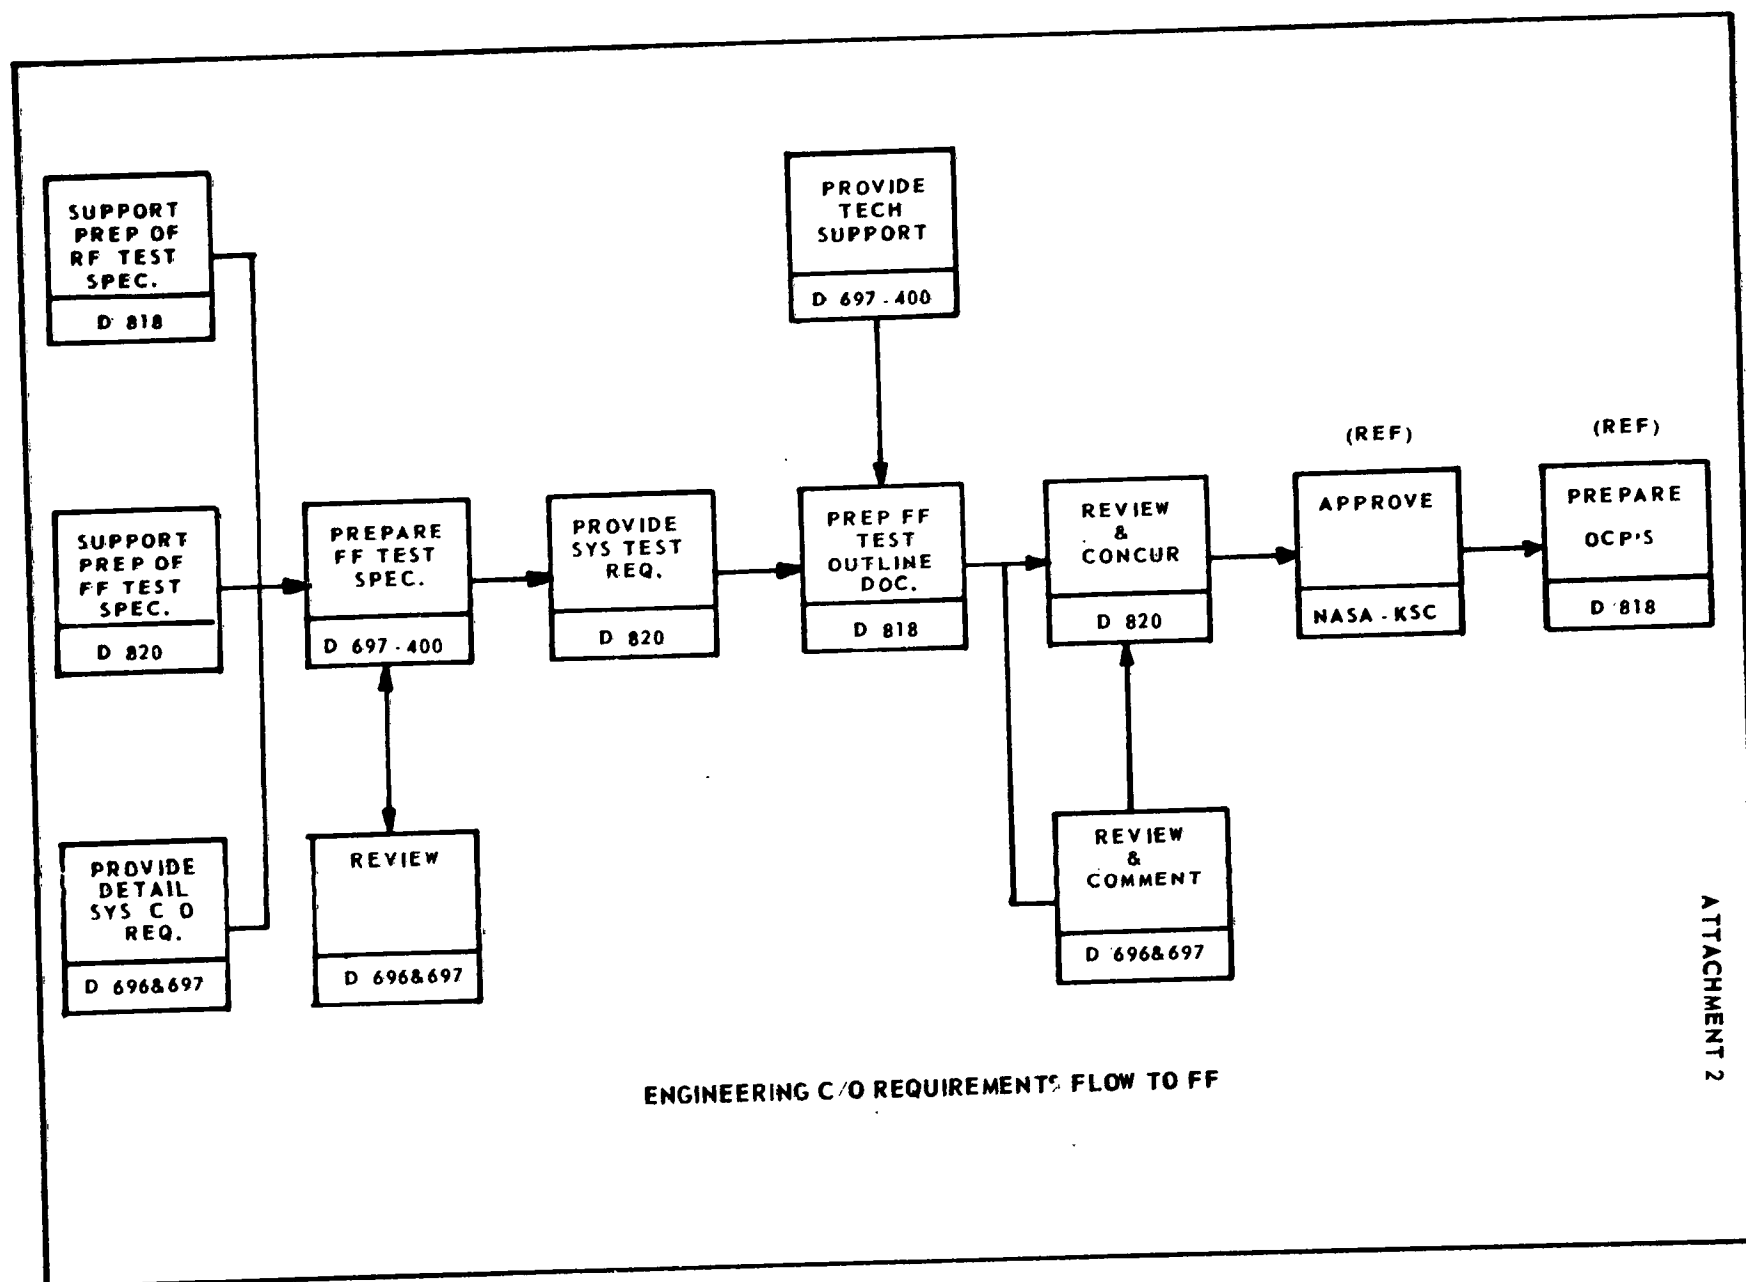 SUPPORT
PREP OF
RF TEST
SPEC.
D 818
SUPPORT
PREP OF
FF TEST
SPEC.
D 820
PROVIDE
DETAIL
SYS C O
REQ.
D 696&697
PREPARE
FF TEST
SPEC.
D 697-400
REVIEW
D 696&697
PROVIDE
SYS TEST
REQ.
D 820
PROVIDE
TECH
SUPPORT
D 697-400
PREP FF
TEST
OUTLINE
DOC.
D 818
REVIEW
&
CONCUR
D 820
REVIEW
&
COMMENT
D 696&697
(REF)
APPROVE
NASA-KSC
(REF)
PREPARE
OCP'S
D 818
ENGINEERING C/O REQUIREMENTS FLOW TO FF
ATTACHMENT 2